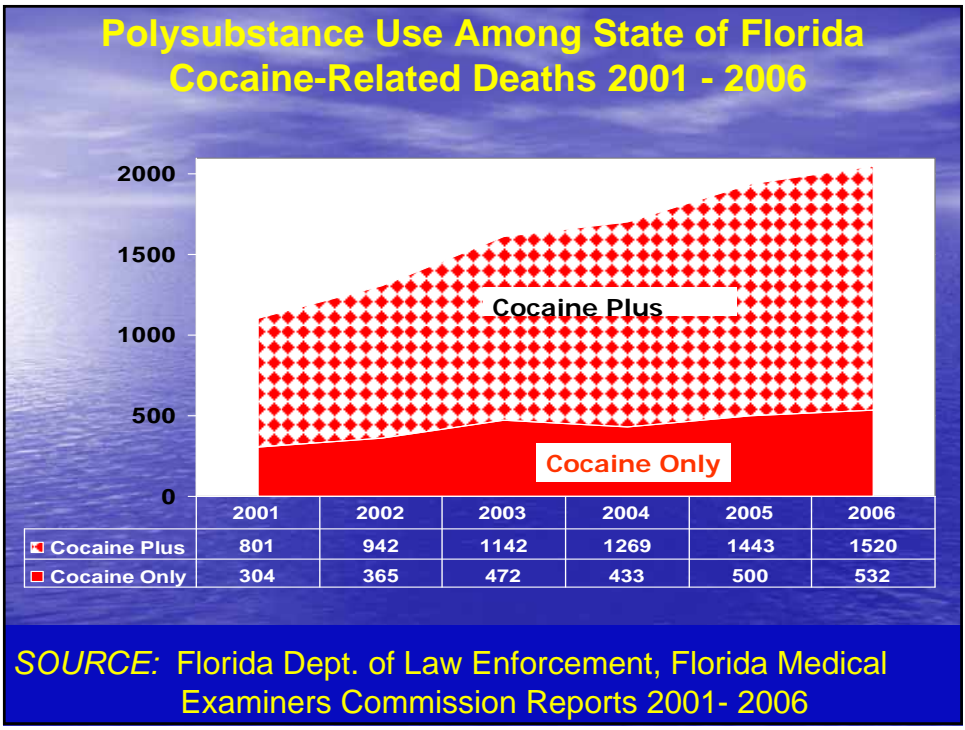 Polysubstance Use Among State of Florida
Cocaine-Related Deaths 2001 - 2006
2000
1500
1000
500
0
Cocaine Plus
Cocaine Only
2001 2002 2003 2004 2005 2006
Cocaine Plus 801 942 1142 1269 1443 1520
Cocaine Only 304 365 472 433 500 532
SOURCE: Florida Dept. of Law Enforcement, Florida Medical
Examiners Commission Reports 2001- 2006